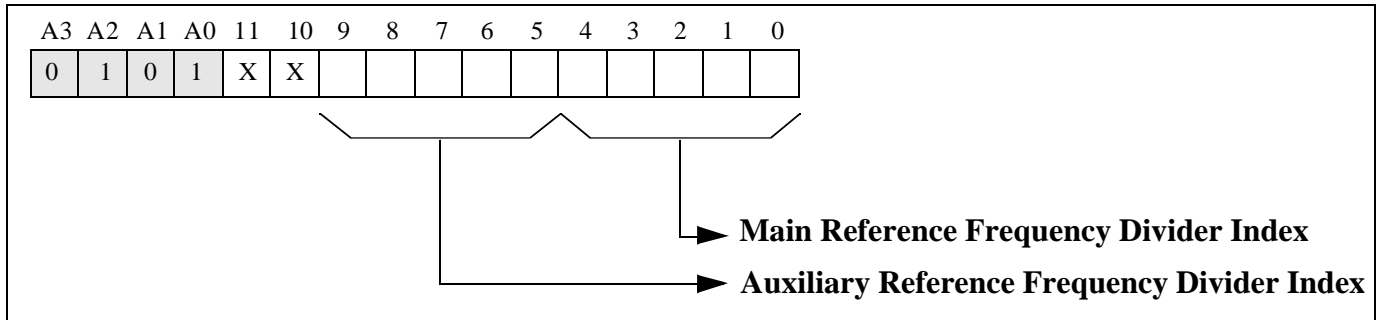 A3 A2 A1 A0 11 10 9 8 7 6 5 4 3 2 1 0
0 1 0 1 X X
Main Reference Frequency Divider Index
Auxiliary Reference Frequency Divider Index